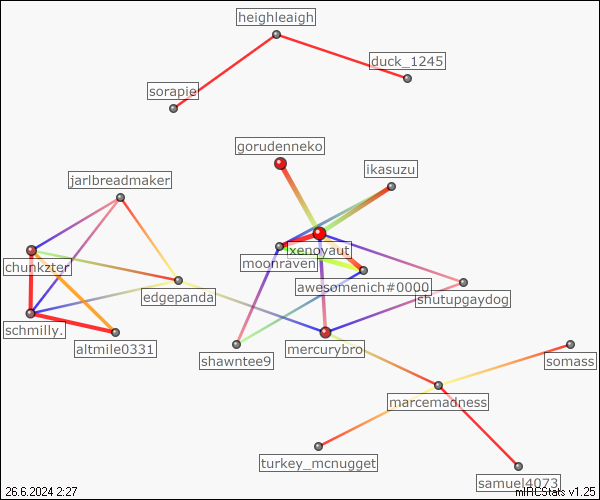 heighleaigh
duck_1245
sorapie
gorudenneko
ikasuzu
jarlbreadmaker
xenoyaut
moonraven
chunkzter
awesomenich#0000
edgepanda
shutupgaydog
schmilly.
altmile0331
shawntee9
mercurybro
somass
marcemadness
turkey_mcnugget
samuel4073
26.6.2024 2:27
mIRCStats v1.25